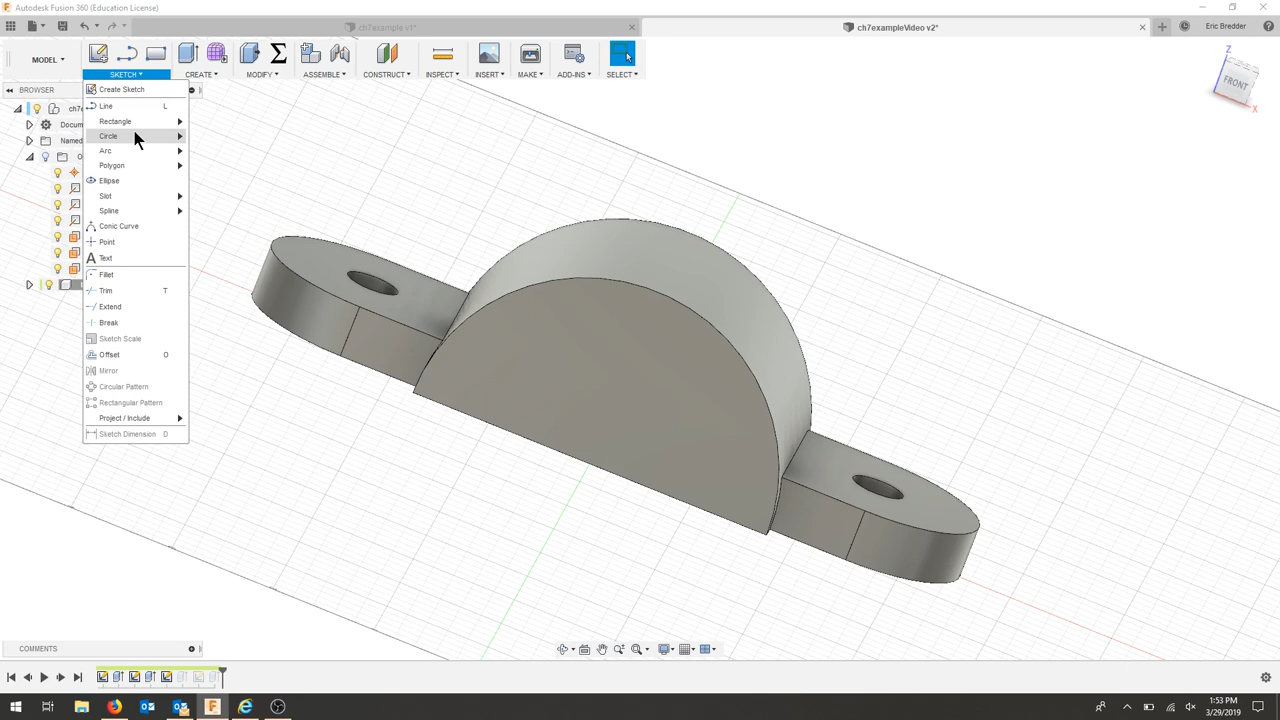 Autodesk Fusion 360 (Education License)
ch7example v1*
ch7exampleVideo v2*
Eric Bredder
MODEL
SKETCH
CREATE
MODIFY
ASSEMBLE
CONSTRUCT
INSPECT
INSERT
MAKE
ADD-INS
SELECT
BROWSER
Create Sketch
Line L
Rectangle
Circle
Arc
Polygon
Ellipse
Slot
Spline
Conic Curve
Point
Text
Fillet
Trim T
Extend
Break
Sketch Scale
Offset O
Mirror
Circular Pattern
Rectangular Pattern
Project / Include
Sketch Dimension D
Z
FRONT
X
COMMENTS
1:53 PM
3/29/2019